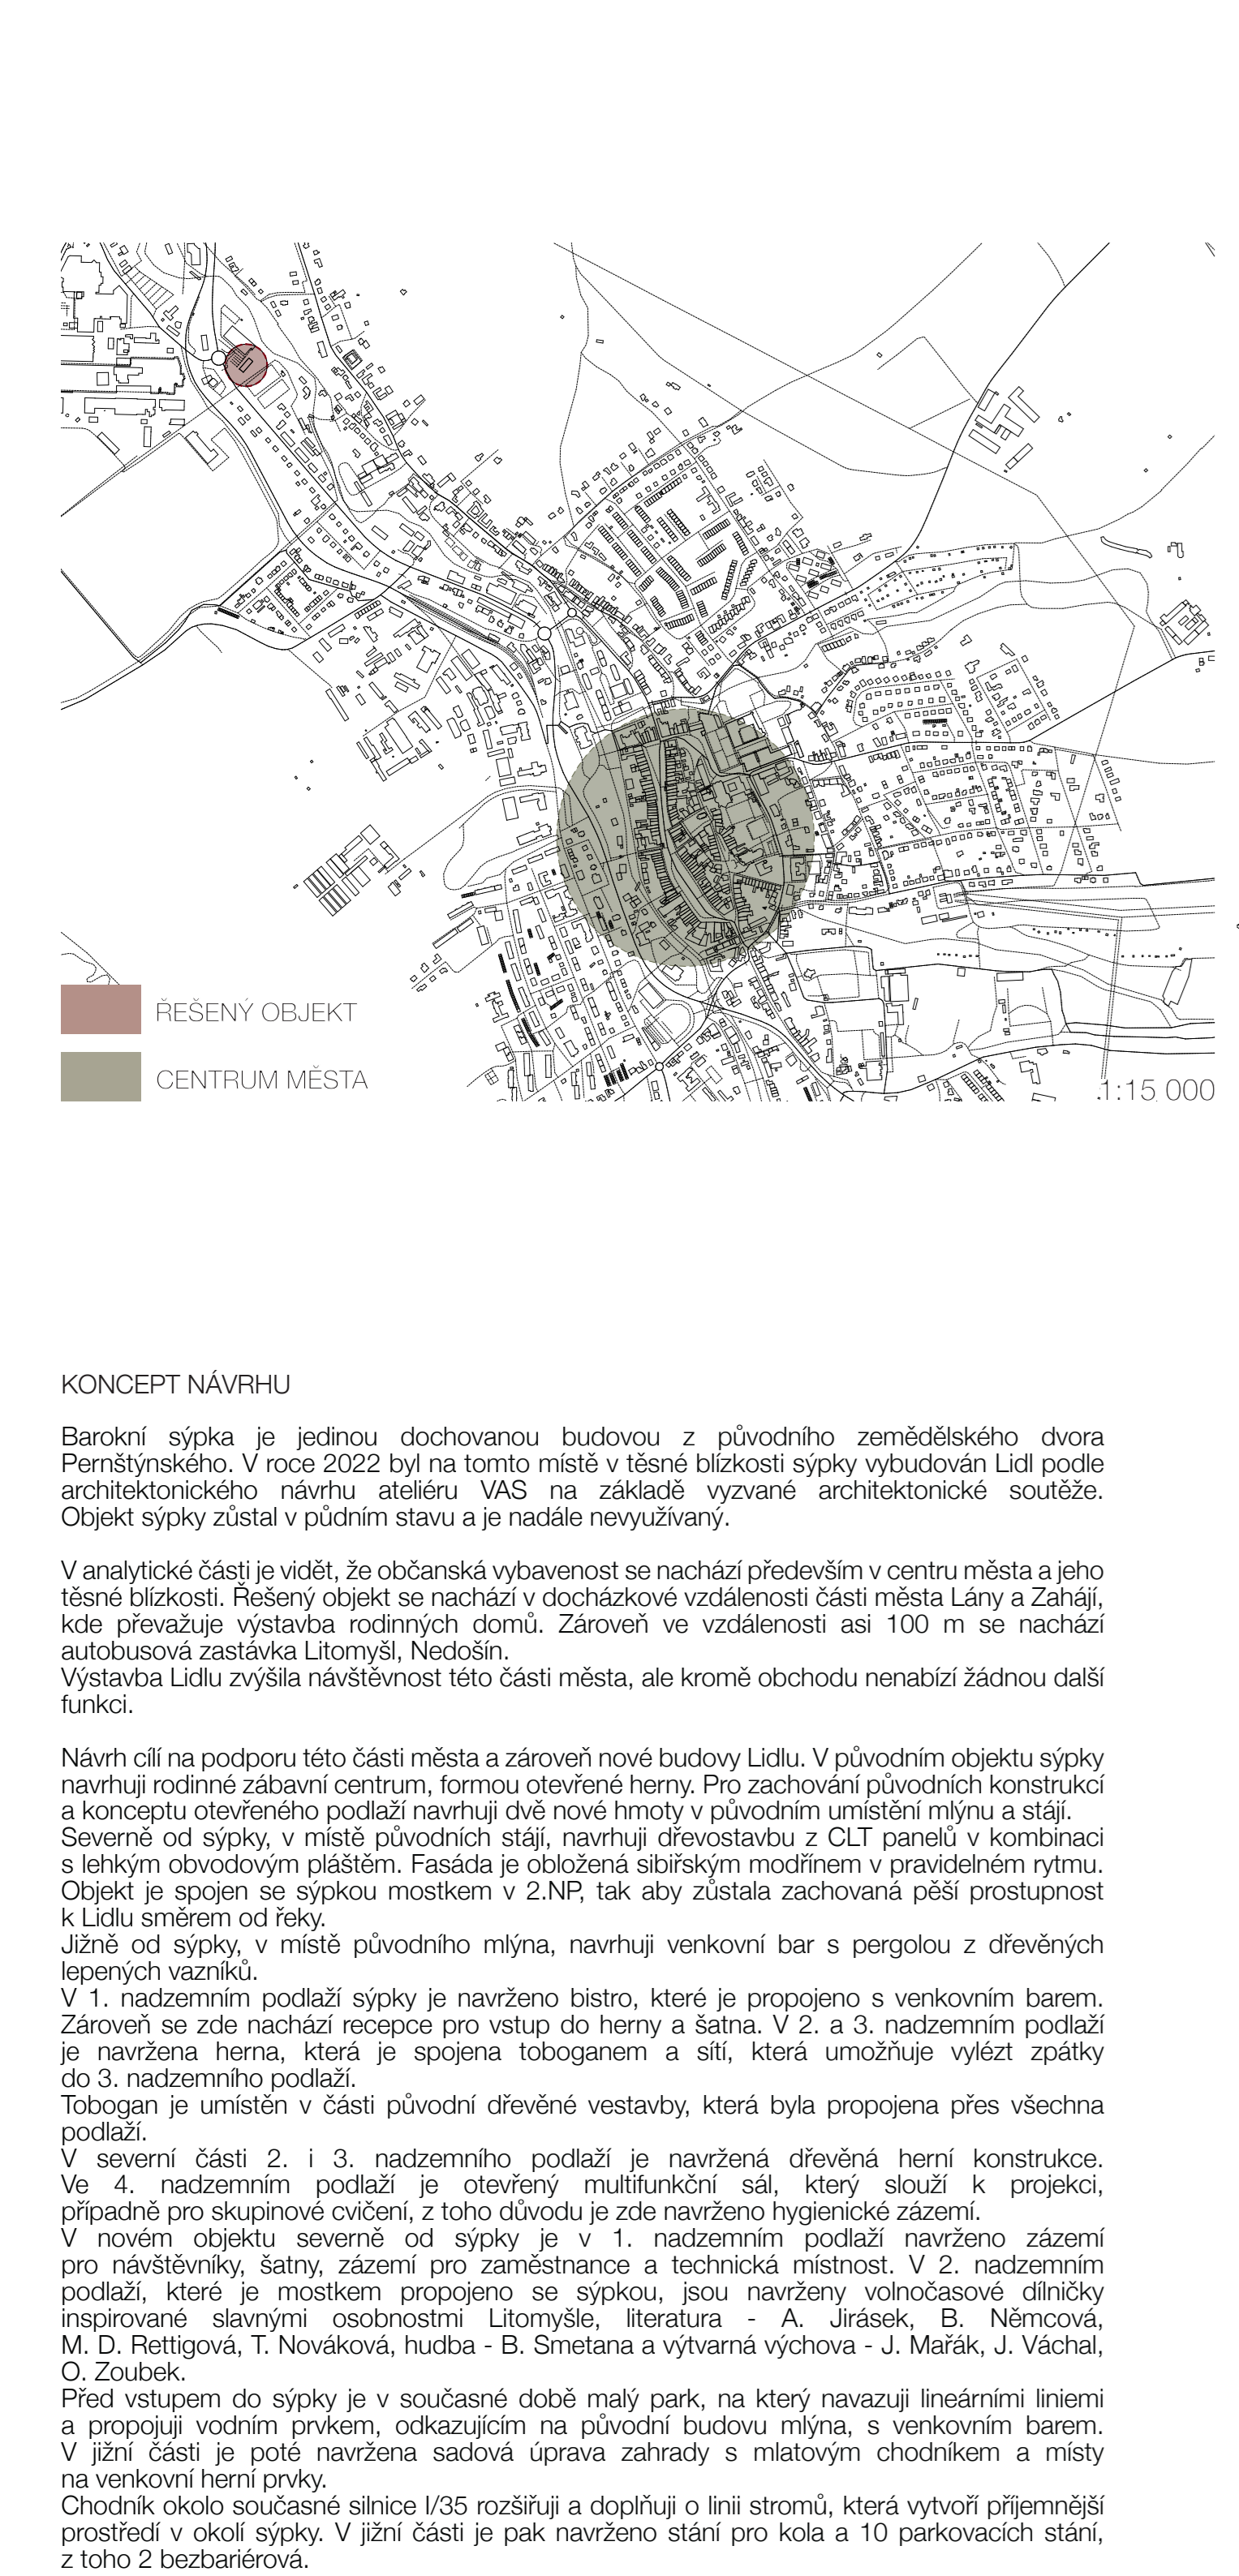 ŘEŠENÝ OBJEKT
CENTRUM MĚSTA
1:15 000
KONCEPT NÁVRHU
Barokní sýpka je jedinou dochovanou budovou z původního zemědělského dvora
Pernštýnského. V roce 2022 byl na tomto místě v těsné blízkosti sýpky vybudován Lidl podle
architektonického návrhu ateliéru VAS na základě vyzvané architektonické soutěže.
Objekt sýpky zůstal v půdním stavu a je nadále nevyužívaný.
V analytické části je vidět, že občanská vybavenost se nachází především v centru města a jeho
těsné blízkosti. Řešený objekt se nachází v docházkové vzdálenosti části města Lány a Zahájí,
kde převažuje výstavba rodinných domů. Zároveň ve vzdálenosti asi 100 m se nachází
autobusová zastávka Litomyšl, Nedošín.
Výstavba Lidlu zvýšila návštěvnost této části města, ale kromě obchodu nenabízí žádnou další
funkci.
Návrh cílí na podporu této části města a zároveň nové budovy Lidlu. V původním objektu sýpky
navrhuji rodinné zábavní centrum, formou otevřené herny. Pro zachování původních konstrukcí
a konceptu otevřeného podlaží navrhuji dvě nové hmoty v původním umístění mlýnu a stájí.
Severně od sýpky, v místě původních stájí, navrhuji dřevostavbu z CLT panelů v kombinaci
s lehkým obvodovým pláštěm. Fasáda je obložená sibiřským modřínem v pravidelném rytmu.
Objekt je spojen se sýpkou mostkem v 2.NP, tak aby zůstala zachovaná pěší prostupnost
k Lidlu směrem od řeky.
Jižně od sýpky, v místě původního mlýna, navrhuji venkovní bar s pergolou z dřevěných
lepených vazníků.
V 1. nadzemním podlaží sýpky je navrženo bistro, které je propojeno s venkovním barem.
Zároveň se zde nachází recepce pro vstup do herny a šatna. V 2. a 3. nadzemním podlaží
je navržena herna, která je spojena toboganem a sítí, která umožňuje vylézt zpátky
do 3. nadzemního podlaží.
Tobogan je umístěn v části původní dřevěné vestavby, která byla propojena přes všechna
podlaží.
V severní části 2. i 3. nadzemního podlaží je navržená dřevěná herní konstrukce.
Ve 4. nadzemním podlaží je otevřený multifunkční sál, který slouží k projekci,
případně pro skupinové cvičení, z toho důvodu je zde navrženo hygienické zázemí.
V novém objektu severně od sýpky je v 1. nadzemním podlaží navrženo zázemí
pro návštěvníky, šatny, zázemí pro zaměstnance a technická místnost. V 2. nadzemním
podlaží, které je mostkem propojeno se sýpkou, jsou navrženy volnočasové dílničky
inspirované slavnými osobnostmi Litomyšle, literatura - A. Jirásek, B. Němcová,
M. D. Rettigová, T. Nováková, hudba - B. Smetana a výtvarná výchova - J. Mařák, J. Váchal,
O. Zoubek.
Před vstupem do sýpky je v současné době malý park, na který navazuji lineárními liniemi
a propojuji vodním prvkem, odkazujícím na původní budovu mlýna, s venkovním barem.
V jižní části je poté navržena sadová úprava zahrady s mlatovým chodníkem a místy
na venkovní herní prvky.
Chodník okolo současné silnice I/35 rozšiřuji a doplňuji o linii stromů, která vytvoří příjemnější
prostředí v okolí sýpky. V jižní části je pak navrženo stání pro kola a 10 parkovacích stání,
z toho 2 bezbariérová.